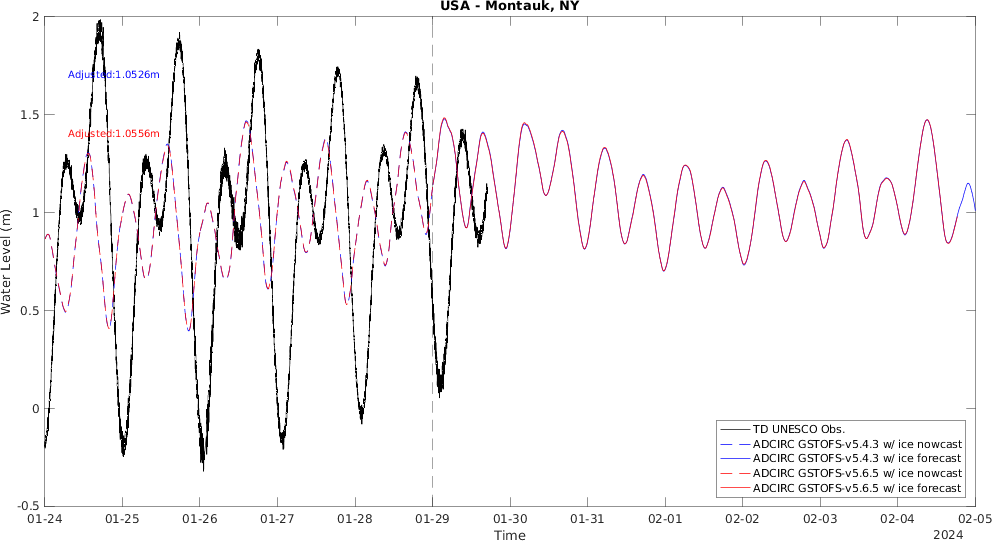 USA - Montauk, NY
2
Adjusted:1.0526m
1.5
Adjusted:1.0556m
1
Water Level (m)
0.5
0
TD UNESCO Obs.
ADCIRC GSTOFS-v5.4.3 w/ ice nowcast
ADCIRC GSTOFS-v5.4.3 w/ ice forecast
ADCIRC GSTOFS-v5.6.5 w/ ice nowcast
ADCIRC GSTOFS-v5.6.5 w/ ice forecast
-0.5
01-24 01-25 01-26 01-27 01-28 01-29 01-30 01-31 02-01 02-02 02-03 02-04 02-05
Time
2024